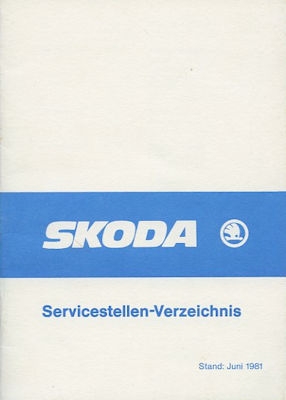 SKODA
Servicestellen-Verzeichnis
Stand: Juni 1981